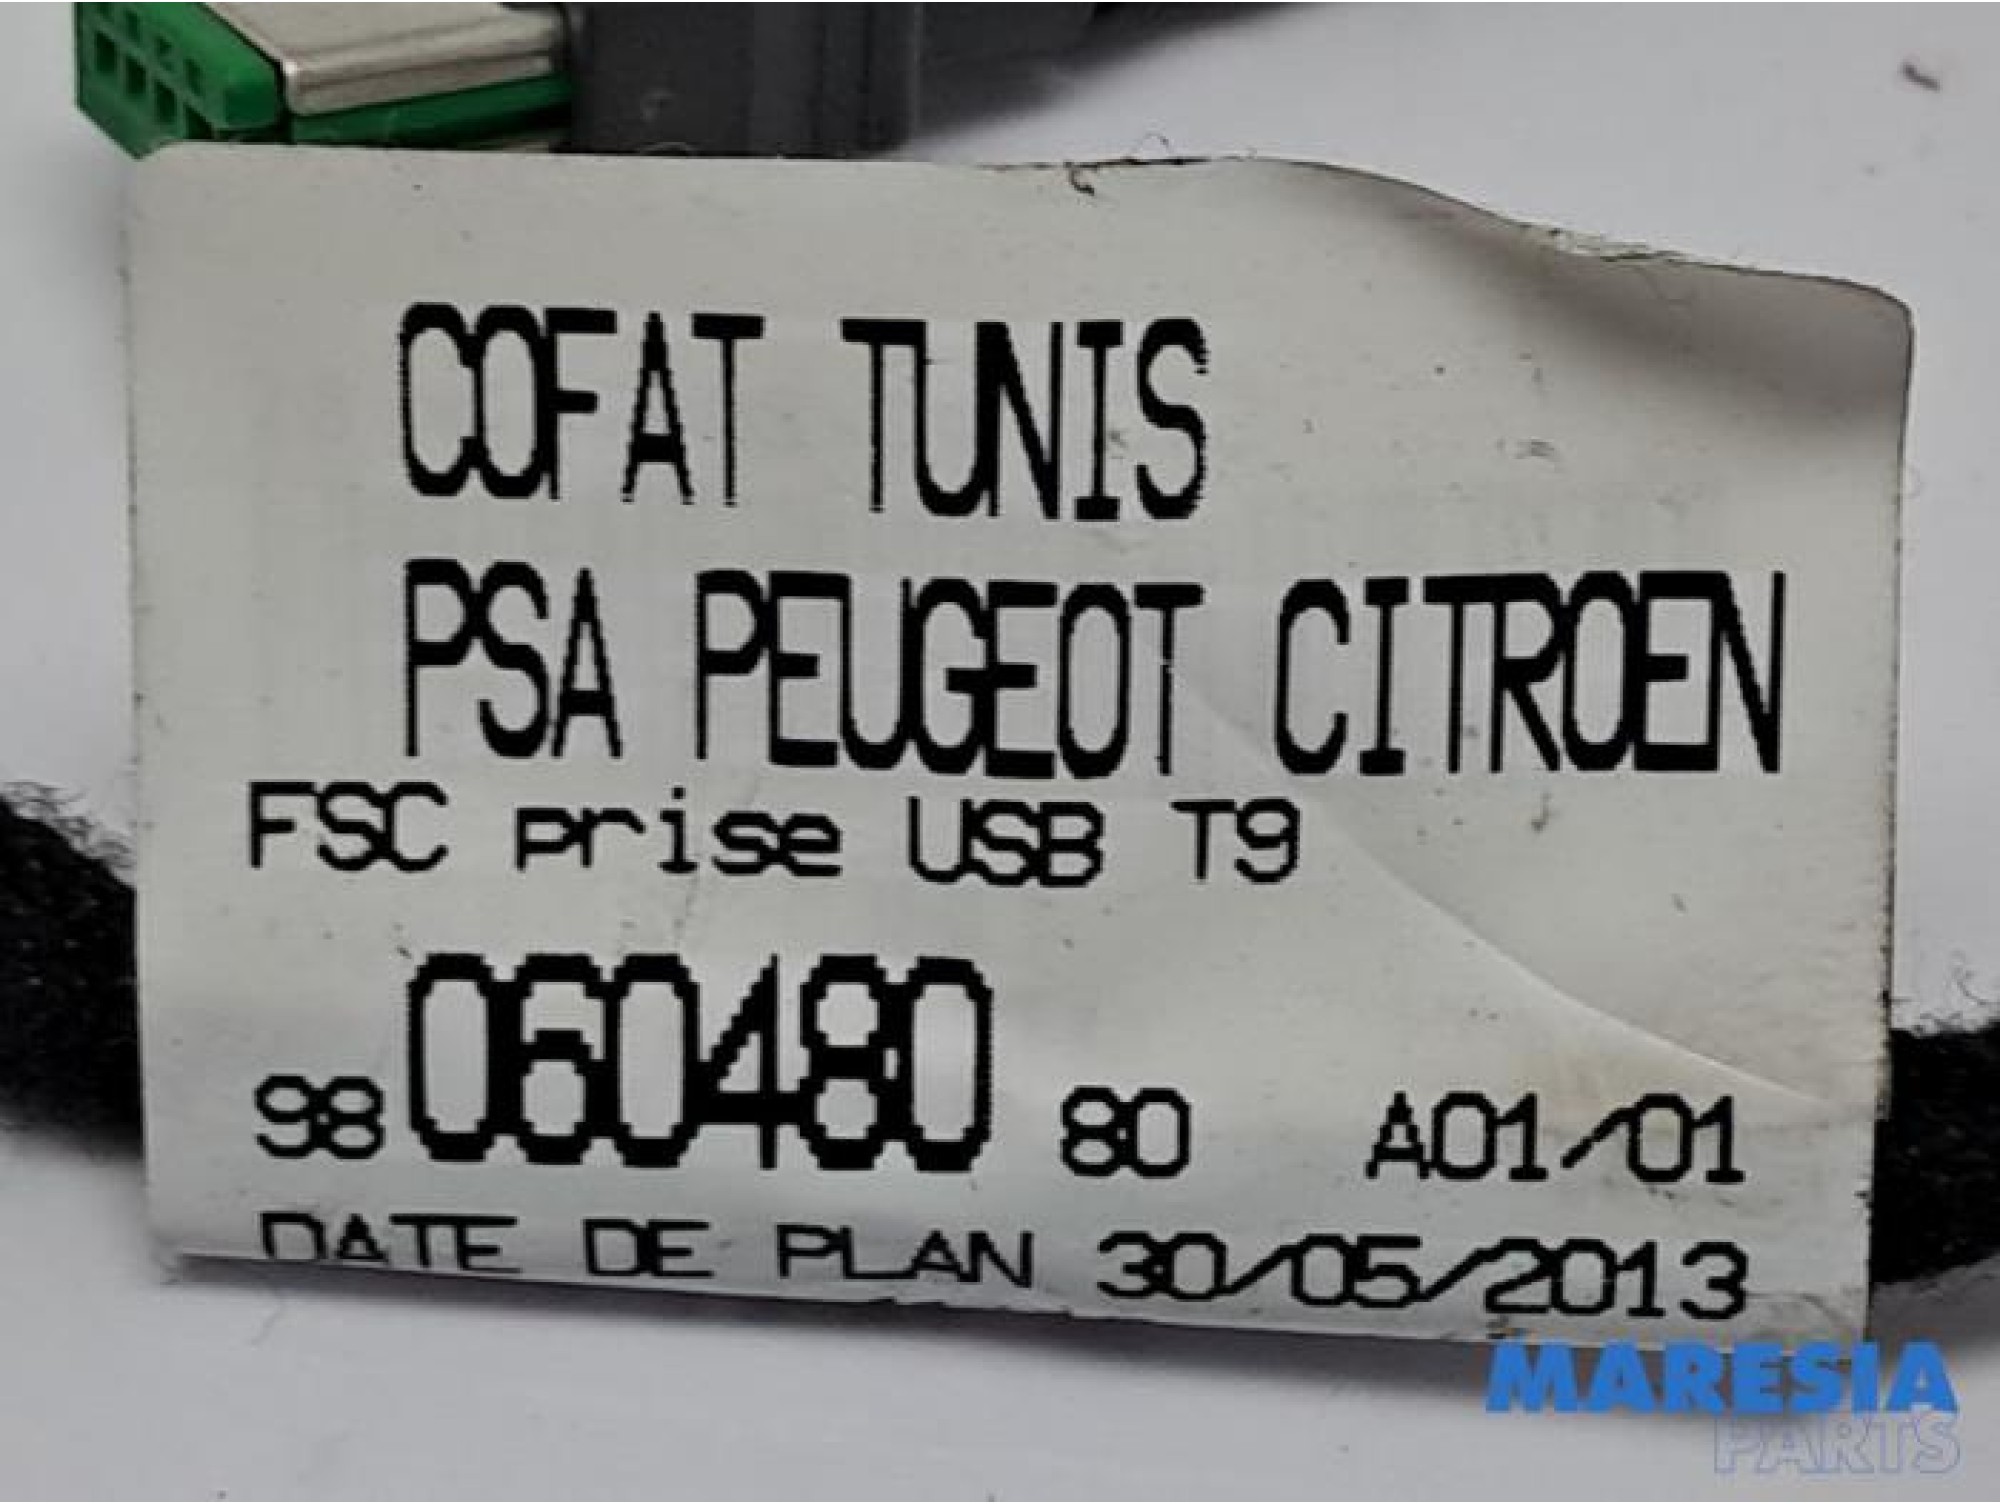 COFAT TUNIS
PSA PEUGEOT CITROEN
FSC prise USB T9
98 060480 80 A01/01
DATE DE PLAN 30/05/2013
MARESIA
PARTS